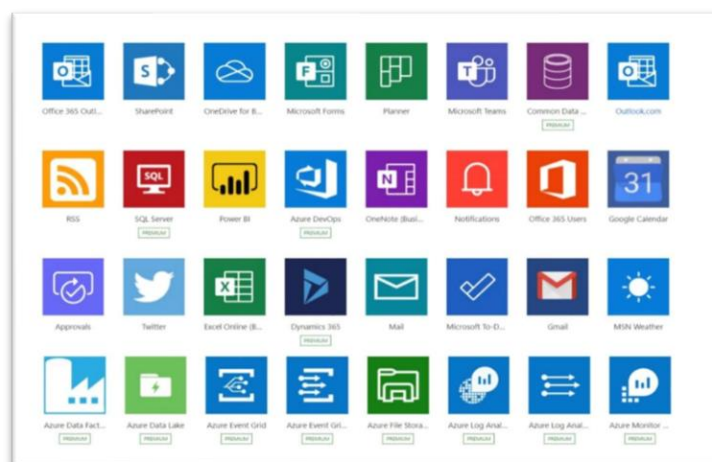 Office 365 Outl...
SharePoint
OneDrive for B...
Microsoft Forms
Planner
Microsoft Teams
Common Data ...
PREMIUM
Outlook.com
RSS
SQL
SQL Server
PREMIUM
Power BI
Azure DevOps
PREMIUM
OneNote (Busi...
Notifications
Office 365 Users
31
Google Calendar
Approvals
Twitter
Excel Online (B...
Dynamics 365
PREMIUM
Mail
Microsoft To-D...
Gmail
MSN Weather
Azure Data Fact...
PREMIUM
Azure Data Lake
PREMIUM
Azure Event Grid
PREMIUM
Azure Event Gri...
PREMIUM
Azure File Stora...
PREMIUM
Azure Log Anal...
PREMIUM
Azure Log Anal...
PREMIUM
Azure Monitor ...
PREMIUM